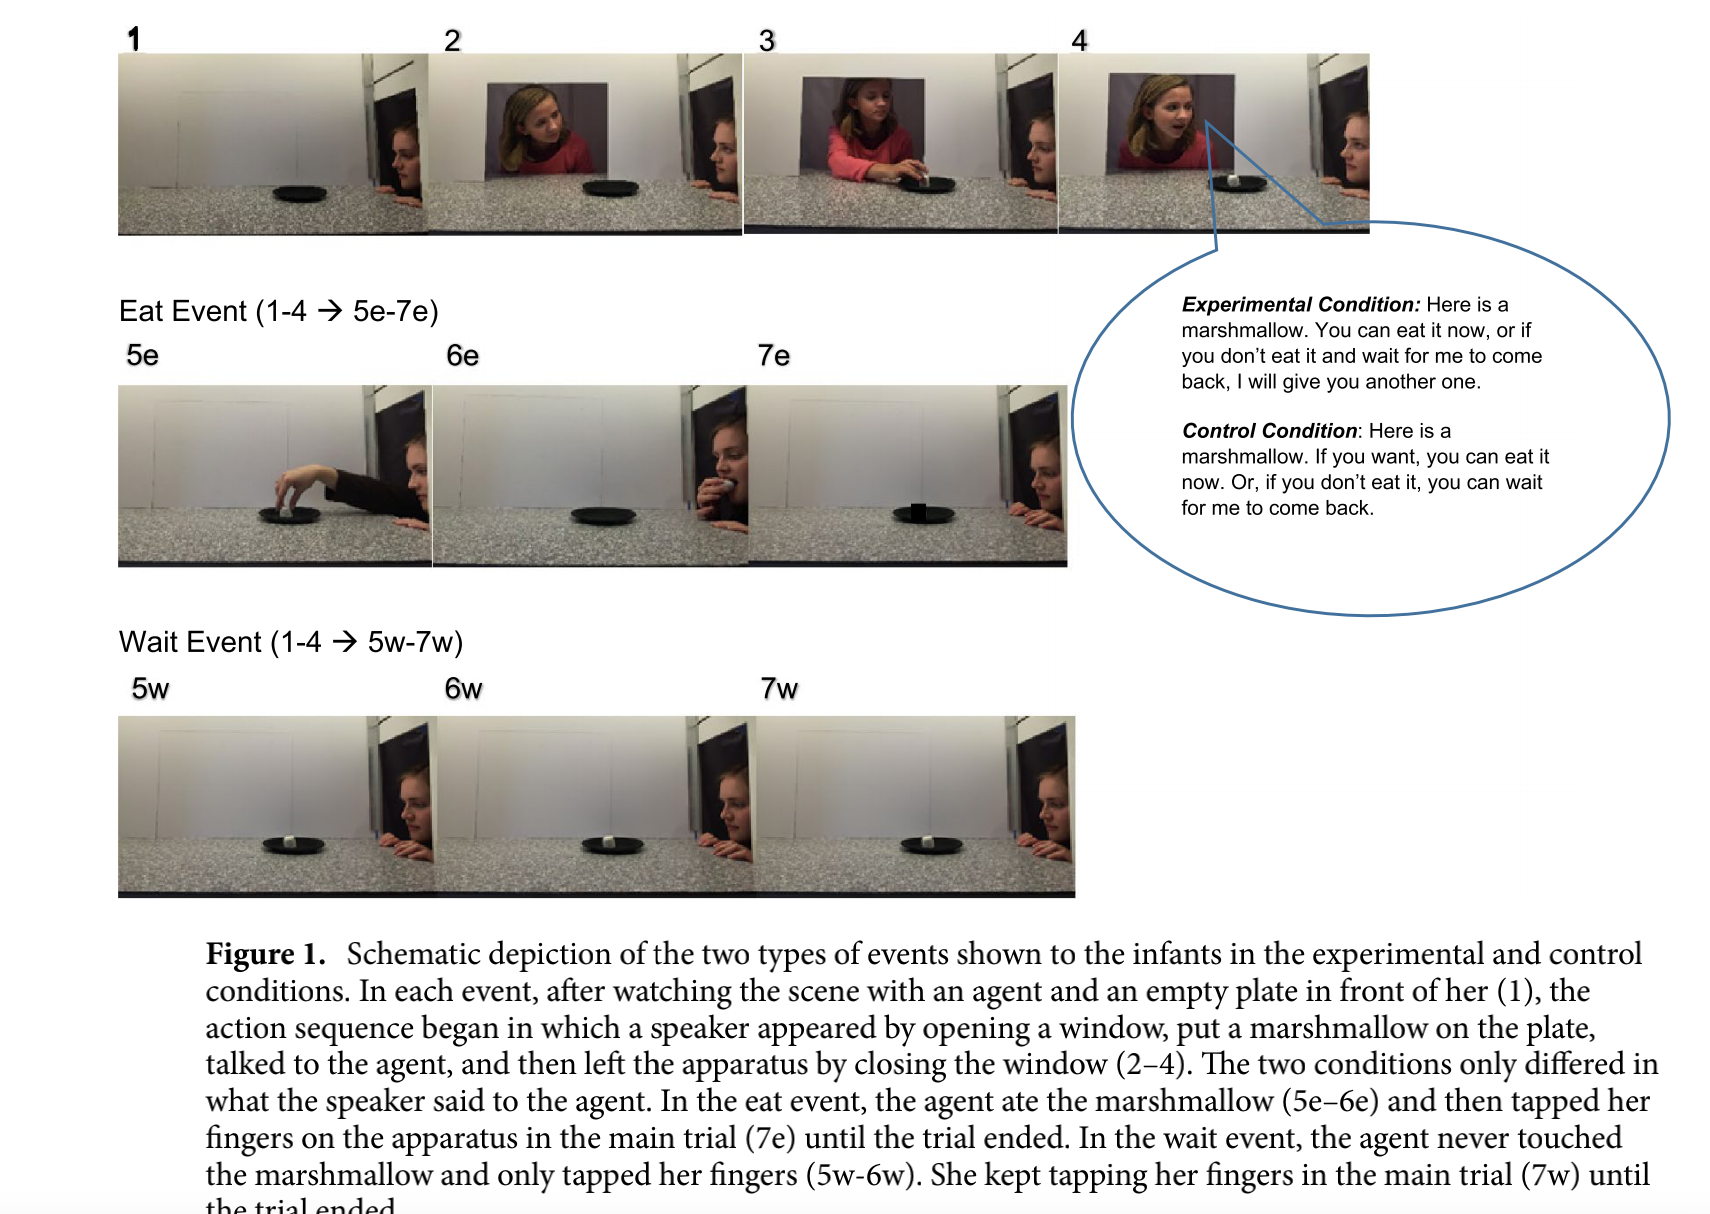 1
2
3
4
Eat Event (1-4 → 5e-7e)
5e
6e
7e
Experimental Condition: Here is a
marshmallow. You can eat it now, or if
you don’t eat it and wait for me to come
back, I will give you another one.
Control Condition: Here is a
marshmallow. If you want, you can eat it
now. Or, if you don’t eat it, you can wait
for me to come back.
Wait Event (1-4 → 5w-7w)
5w
6w
7w
Figure 1. Schematic depiction of the two types of events shown to the infants in the experimental and control
conditions. In each event, after watching the scene with an agent and an empty plate in front of her (1), the
action sequence began in which a speaker appeared by opening a window, put a marshmallow on the plate,
talked to the agent, and then left the apparatus by closing the window (2–4). The two conditions only differed in
what the speaker said to the agent. In the eat event, the agent ate the marshmallow (5e–6e) and then tapped her
fingers on the apparatus in the main trial (7e) until the trial ended. In the wait event, the agent never touched
the marshmallow and only tapped her fingers (5w-6w). She kept tapping her fingers in the main trial (7w) until
the trial ended